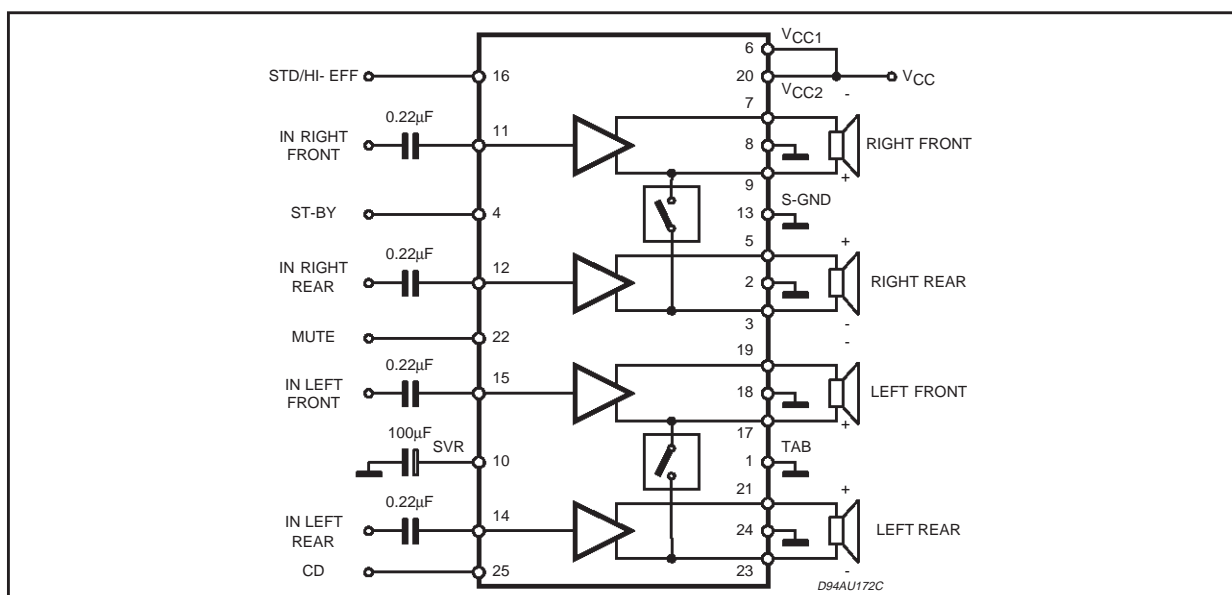 6 VCC1
STD/HI- EFF 16 20 VCC
VCC2 -
0.22µF 7
IN RIGHT
FRONT 11 8 RIGHT FRONT
9 +
S-GND
ST-BY 4 13
5 +
0.22µF
IN RIGHT
REAR 12 2 RIGHT REAR
3 -
MUTE 22 -
19
0.22µF
IN LEFT
FRONT 15 18 LEFT FRONT
17 +
100µF SVR 10 TAB
1
21 +
0.22µF
IN LEFT
REAR 14 24 LEFT REAR
CD 25 23 -
D94AU172C